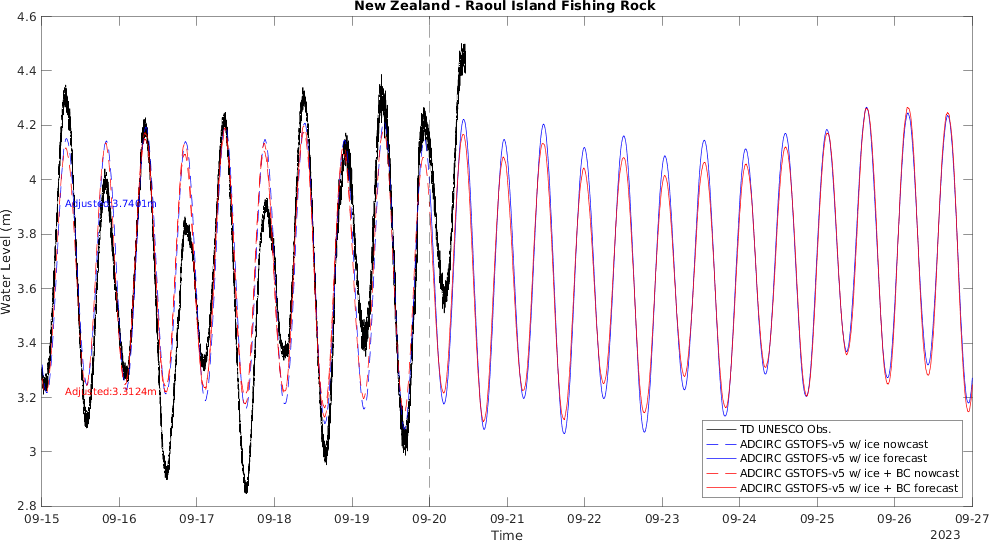 New Zealand - Raoul Island Fishing Rock
4.6
4.4
4.2
4
3.8
3.6
3.4
3.2
3
2.8
Water Level (m)
Adjusted:3.7401m
Adjusted:3.3124m
TD UNESCO Obs.
ADCIRC GSTOFS-v5 w/ ice nowcast
ADCIRC GSTOFS-v5 w/ ice forecast
ADCIRC GSTOFS-v5 w/ ice + BC nowcast
ADCIRC GSTOFS-v5 w/ ice + BC forecast
09-15 09-16 09-17 09-18 09-19 09-20 09-21 09-22 09-23 09-24 09-25 09-26 09-27
Time
2023